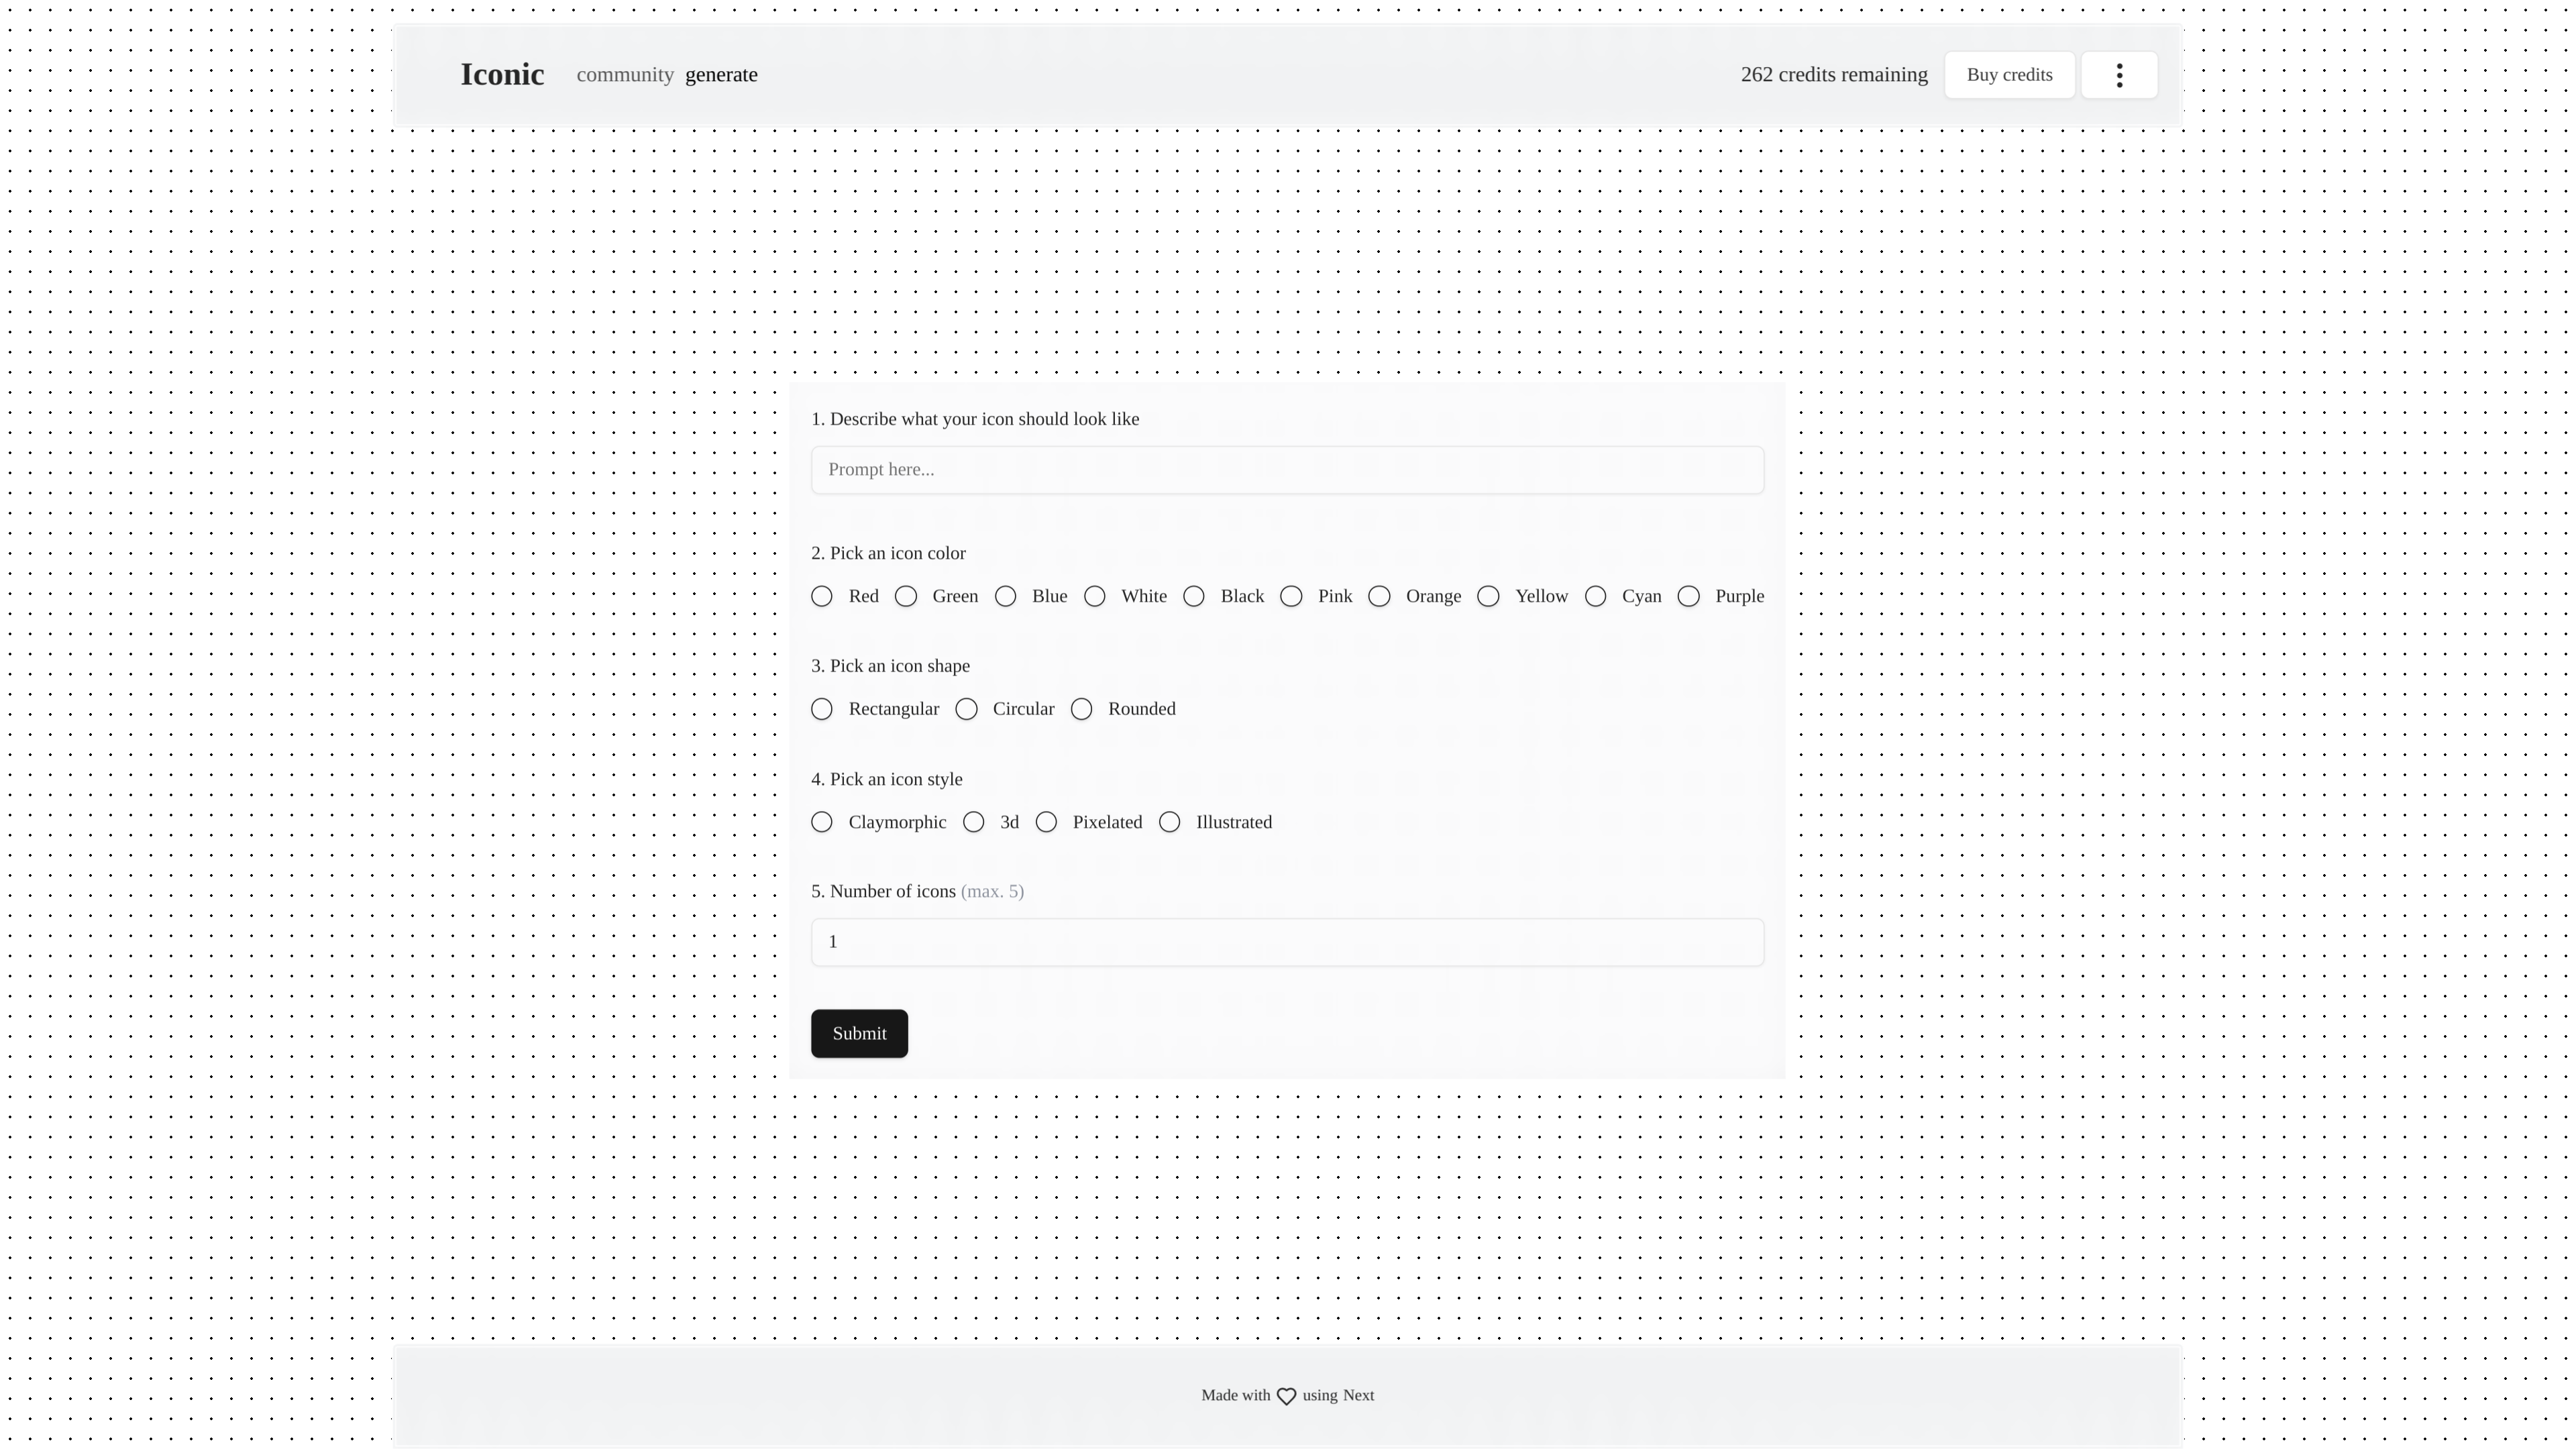 Iconic community generate 262 credits remaining Buy credits
1. Describe what your icon should look like
Prompt here...
2. Pick an icon color
Red Green Blue White Black Pink Orange Yellow Cyan Purple
3. Pick an icon shape
Rectangular Circular Rounded
4. Pick an icon style
Claymorphic 3d Pixelated Illustrated
5. Number of icons (max. 5)
1
Submit
Made with using Next